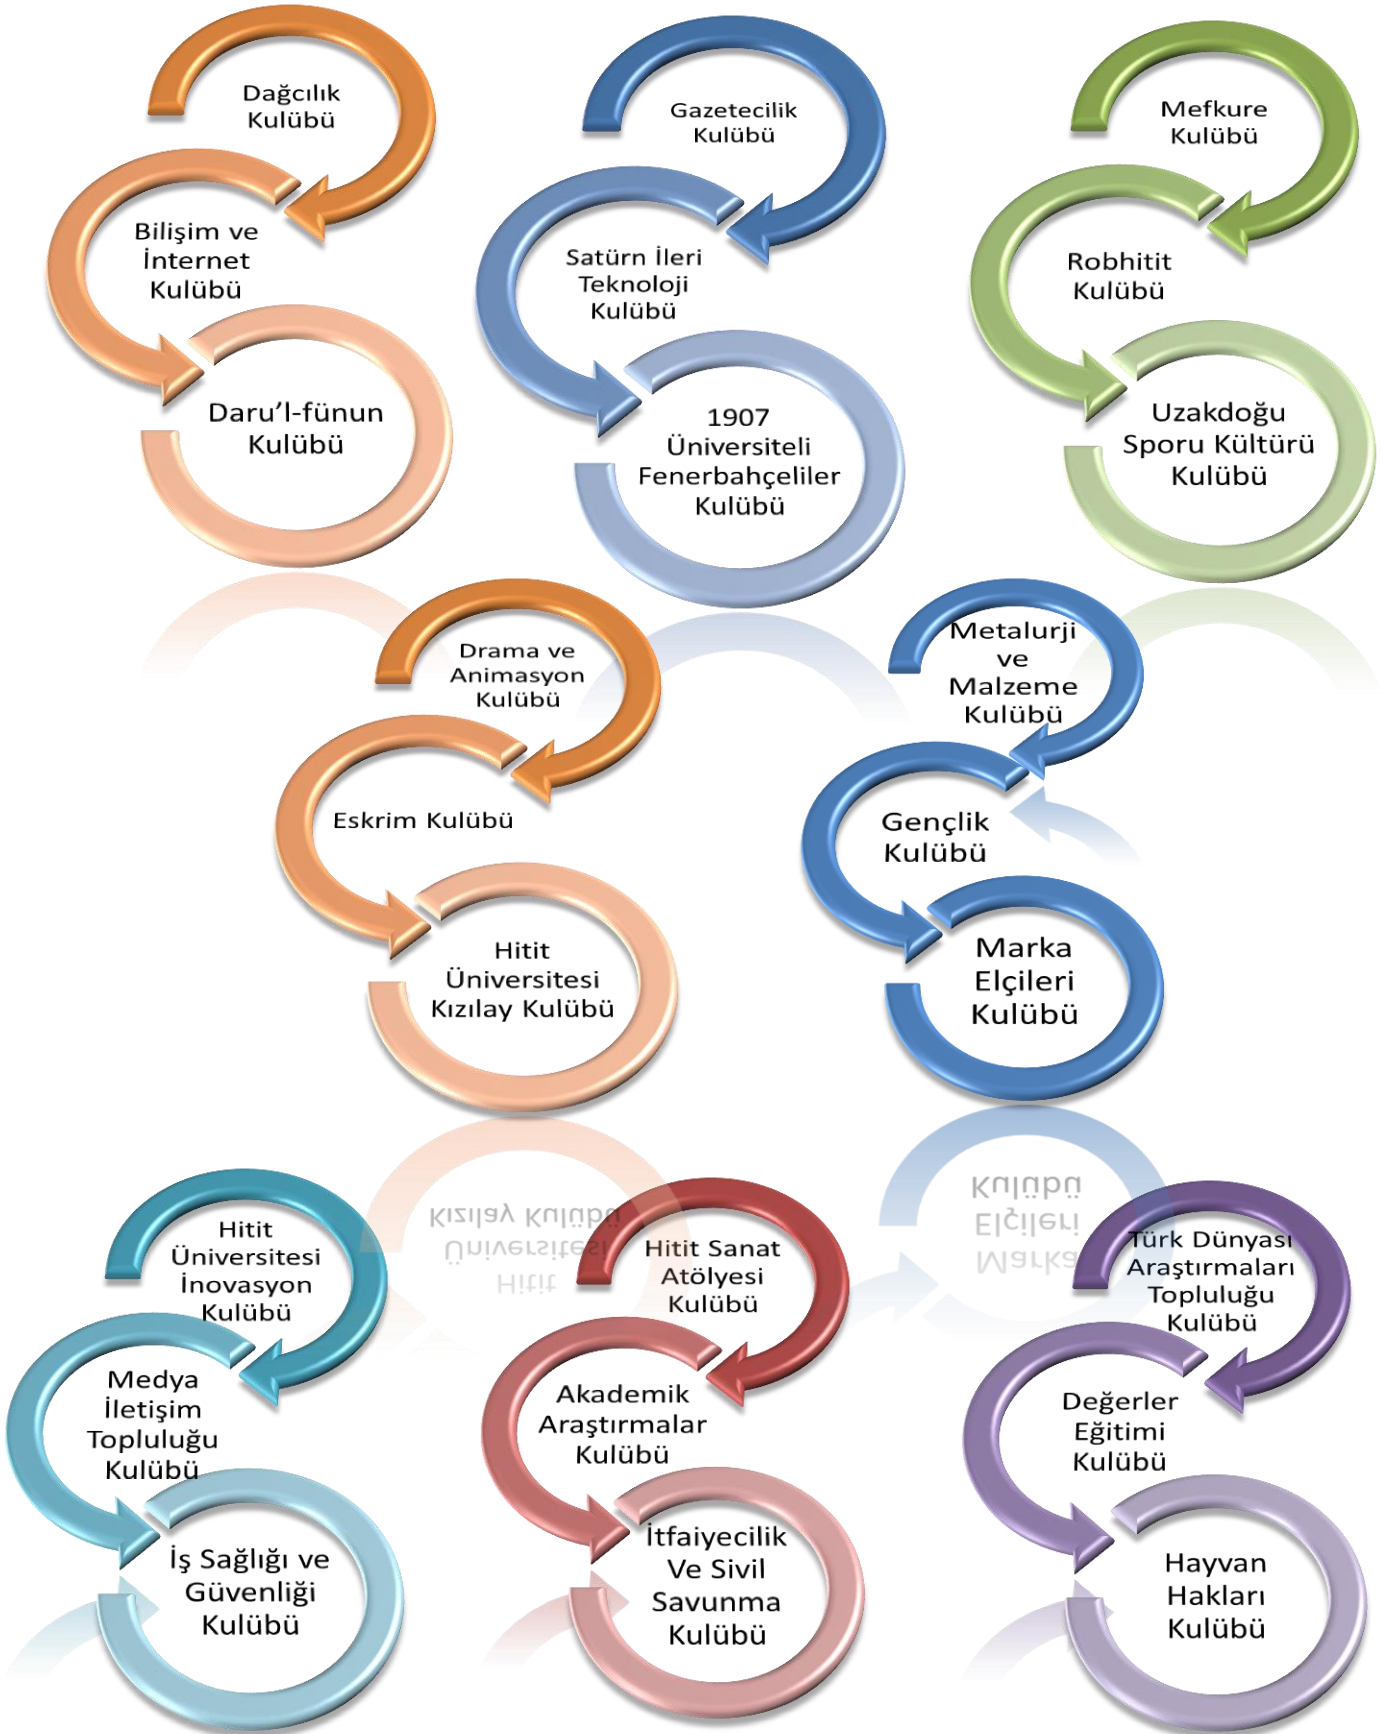 Dağcılık
Kulübü
Bilişim ve
İnternet
Kulübü
Daru'l-fünun
Kulübü
Gazetecilik
Kulübü
Satürn İleri
Teknoloji
Kulübü
1907
Üniversiteli
Fenerbahçeliler
Kulübü
Mefkure
Kulübü
Robhitit
Kulübü
Uzakdoğu
Sporu Kültürü
Kulübü
Drama ve
Animasyon
Kulübü
Eskrim Kulübü
Hitit
Üniversitesi
Kızılay Kulübü
Metalurji
ve
Malzeme
Kulübü
Gençlik
Kulübü
Marka
Elçileri
Kulübü
Hitit
Üniversitesi
İnovasyon
Kulübü
Medya
İletişim
Topluluğu
Kulübü
İş Sağlığı ve
Güvenliği
Kulübü
Hitit Sanat
Atölyesi
Kulübü
Akademik
Araştırmalar
Kulübü
İtfaiyecilik
Ve Sivil
Savunma
Kulübü
Türk Dünyası
Araştırmaları
Topluluğu
Kulübü
Değerler
Eğitimi
Kulübü
Hayvan
Hakları
Kulübü